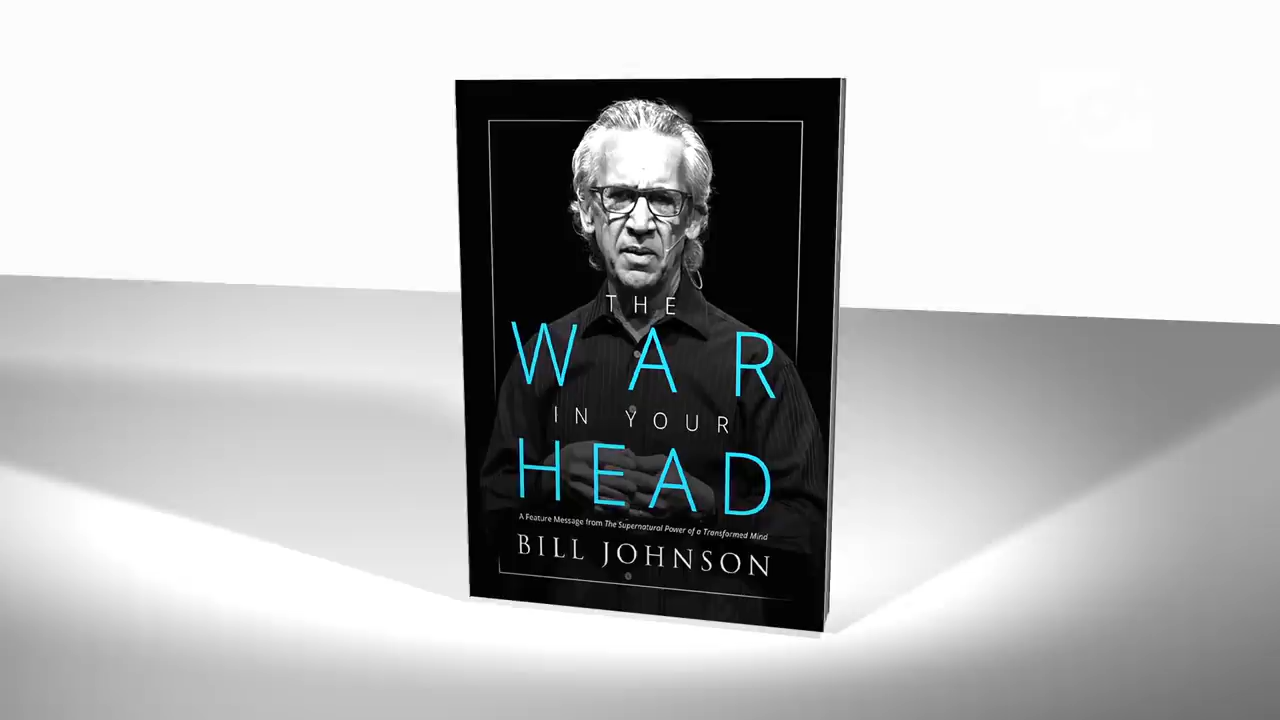 THE
WAR
IN YOUR
HEAD
A Feature Message from The Supernatural Power of a Transformed Mind
BILL JOHNSON